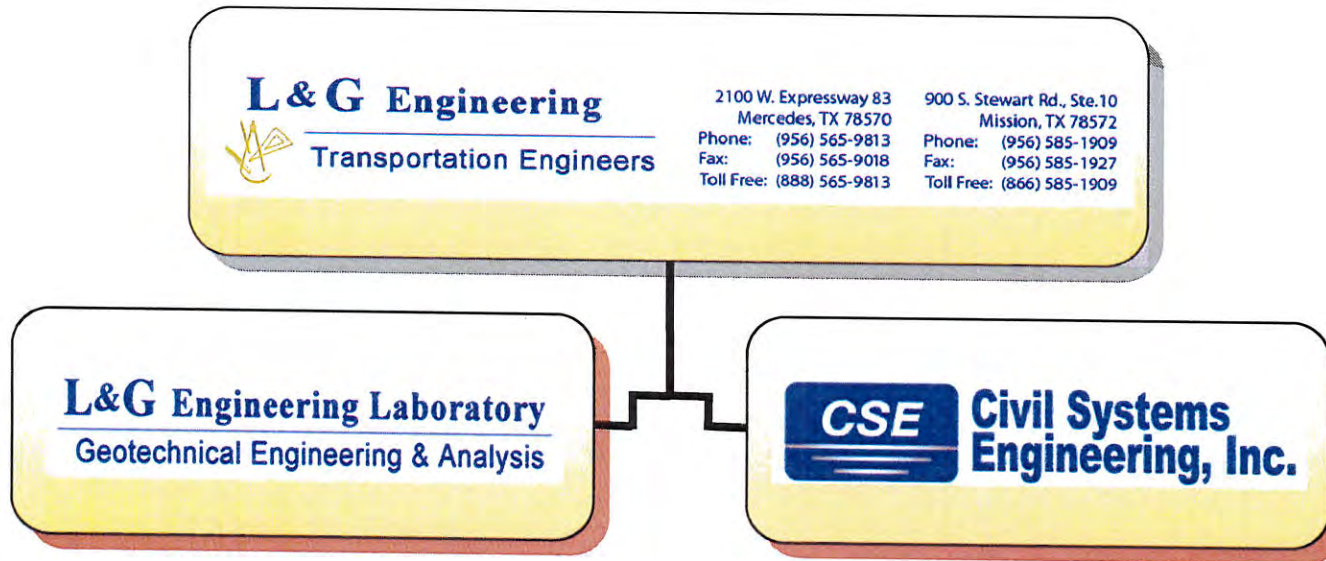 L & G Engineering
Transportation Engineers
2100 W. Expressway 83
Mercedes, TX 78570
Phone: (956) 565-9813
Fax: (956) 565-9018
Toll Free: (888) 565-9813
900 S. Stewart Rd., Ste.10
Mission, TX 78572
Phone: (956) 585-1909
Fax: (956) 585-1927
Toll Free: (866) 585-1909
L&G Engineering Laboratory
Geotechnical Engineering & Analysis
CSE
Civil Systems
Engineering, Inc.